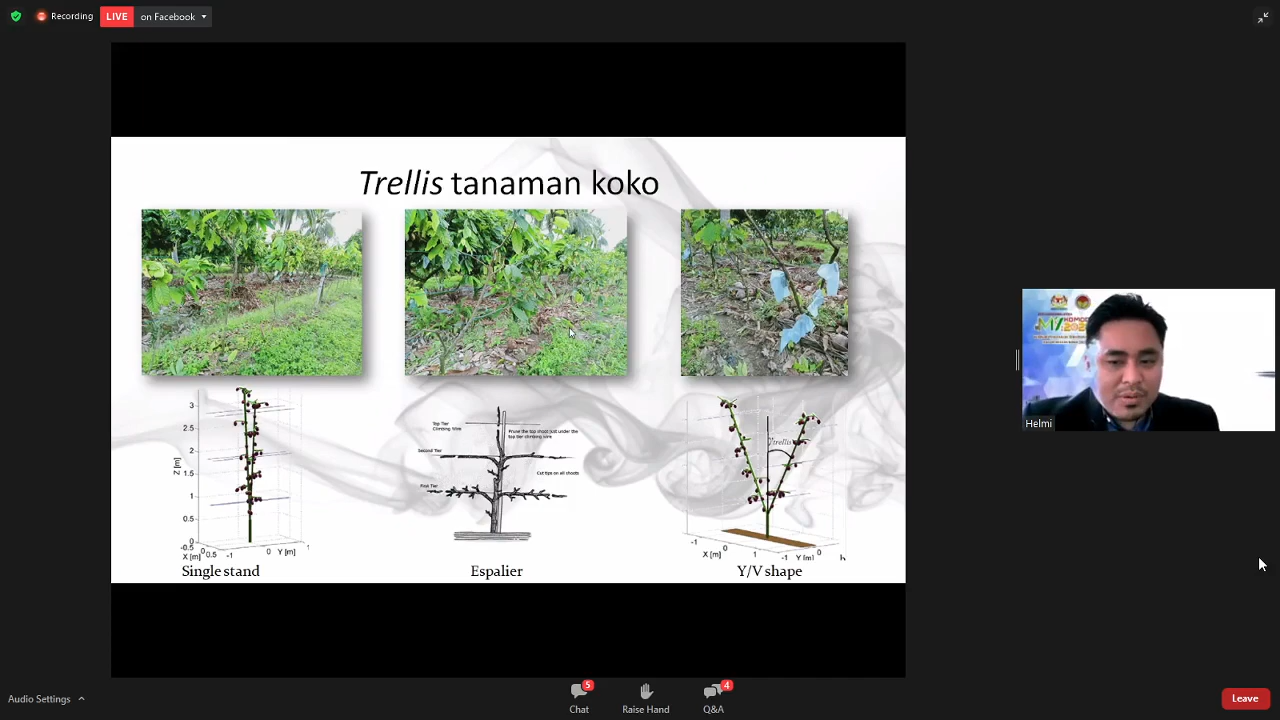 Recording
LIVE
on Facebook
Trellis tanaman koko
3
2.5
2
1.5
1
0.5
0
Z [m]
-0.5
X [m]
0
0.5
-1
0
Y [m]
1
Single stand
Top Tier
Climbing Wire
Prune the top shoot just under the
top tier climbing wire
Second Tier
Cut tips on all shoots
First Tier
Espalier
Trellis
-1
X [m]
0
1
-1
Y [m]
0
Y/V shape
Helmi
Audio Settings
5
Chat
Raise Hand
4
Q&A
Leave